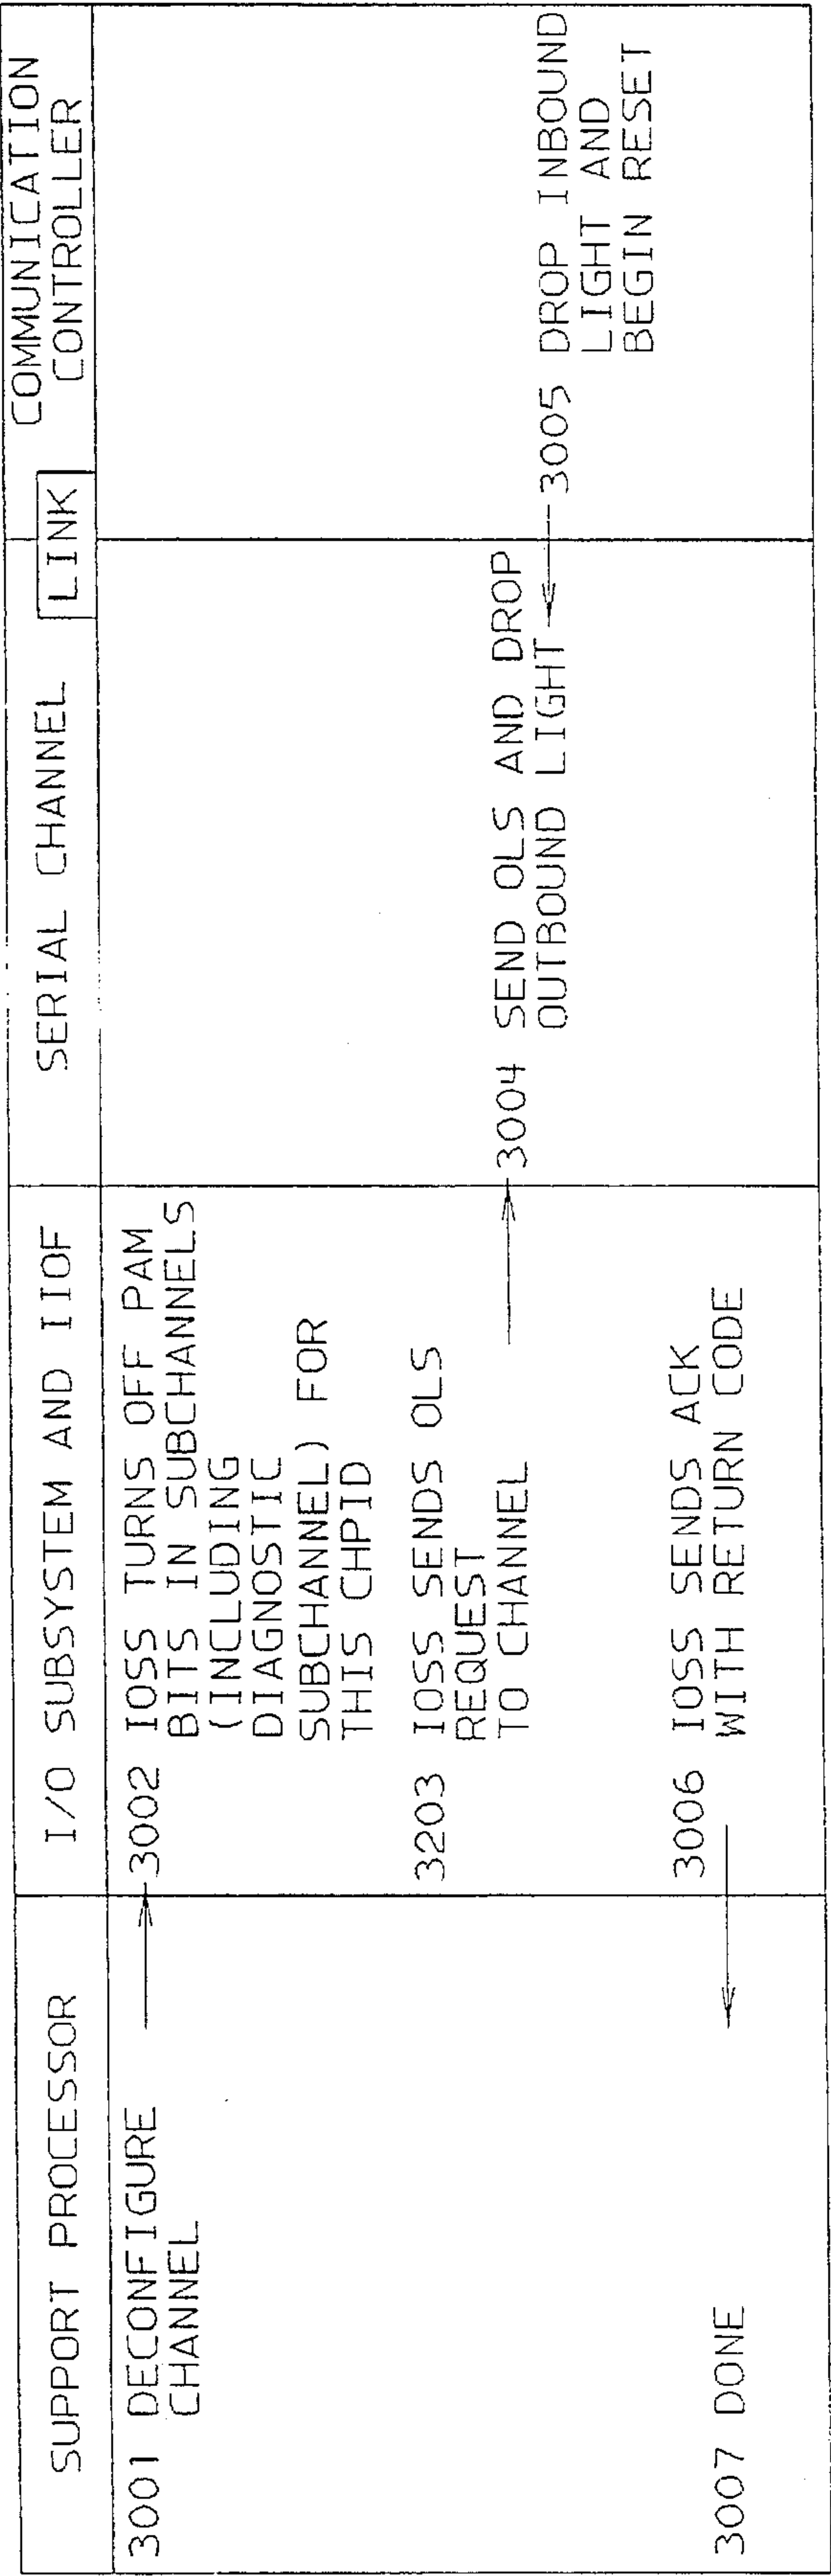 SUPPORT PROCESSOR
I/O SUBSYSTEM AND IIOF
SERIAL CHANNEL
LINK
COMMUNICATION
CONTROLLER
3001 DECONFIGURE
CHANNEL
3002 IOSS TURNS OFF PAM
BITS IN SUBCHANNELS
(INCLUDING
DIAGNOSTIC
SUBCHANNEL) FOR
THIS CHPID
3203 IOSS SENDS OLS
REQUEST
TO CHANNEL
3004 SEND OLS AND DROP
OUTBOUND LIGHT
3005 DROP INBOUND
LIGHT AND
BEGIN RESET
3006 IOSS SENDS ACK
WITH RETURN CODE
3007 DONE